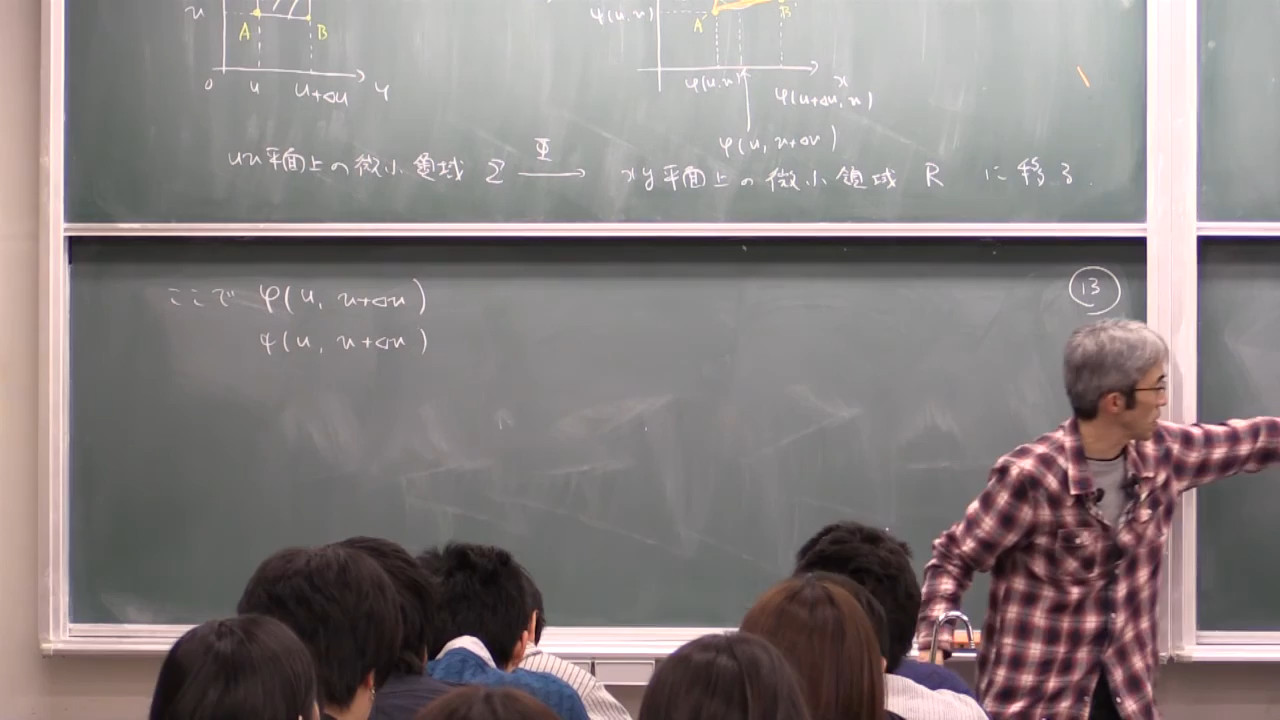 v
A
B
0
u
u+Δu
u
ψ(u, v)
A'
B'
φ(u, v)
x
φ(u+Δu, v)
φ(u, v+Δv)
uv平面上の微小領域 Σ Φ→ xy平面上の微小領域 R に移る.
ここで φ(u, v+Δv)
ψ(u, v+Δv)
13